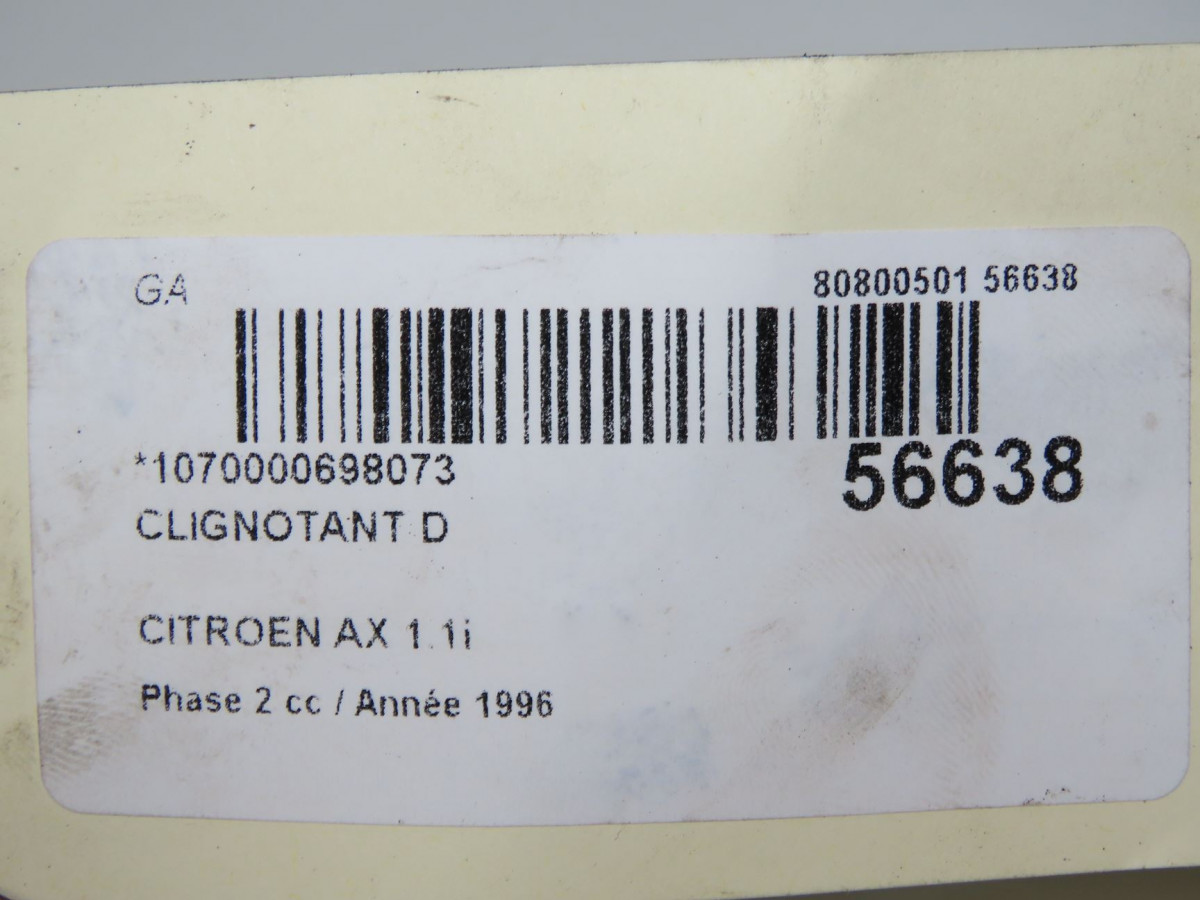 GA
80800501 56638
*1070000698073
56638
CLIGNOTANT D
CITROEN AX 1.1i
Phase 2 cc / Année 1996